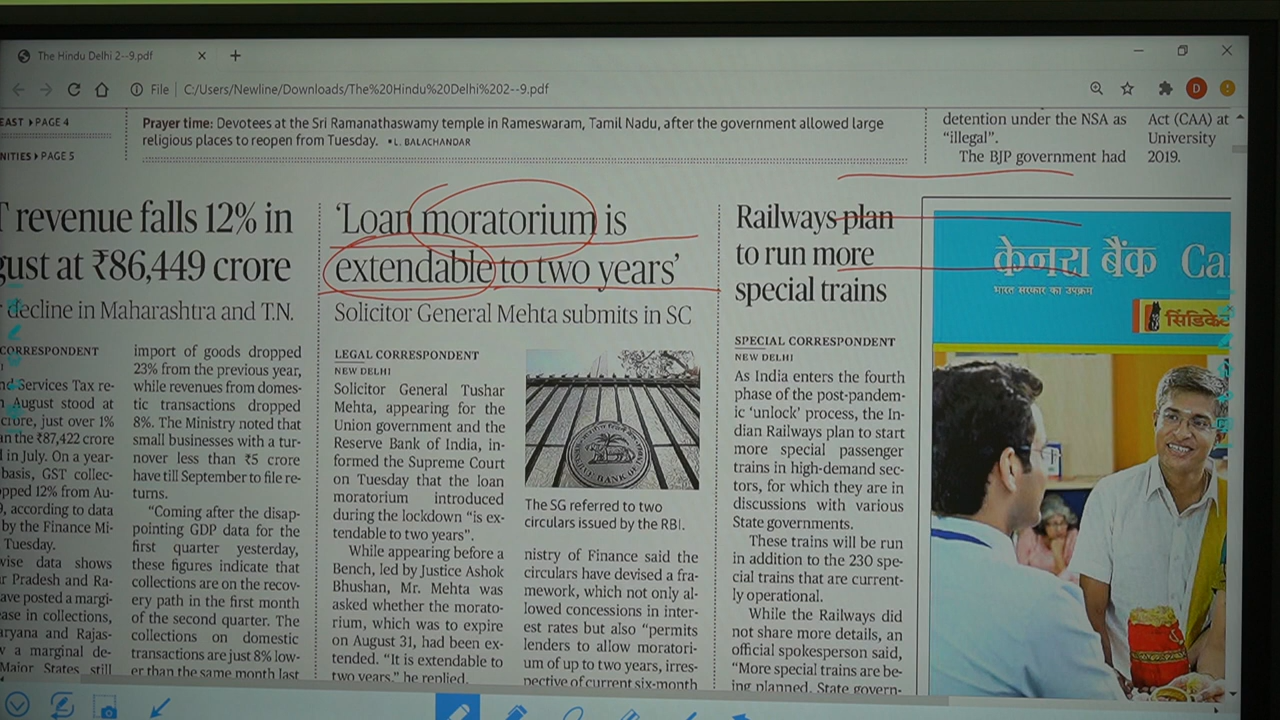 The Hindu Delhi 2--9.pdf
File
C:/Users/Newline/Downloads/The%20Hindu%20Delhi%202--9.pdf
D
EAST ▸ PAGE 4
NITIES ▸ PAGE 5
Prayer time: Devotees at the Sri Ramanathaswamy temple in Rameswaram, Tamil Nadu, after the government allowed large
religious places to reopen from Tuesday. • L. BALACHANDAR
detention under the NSA as
“illegal”.
The BJP government had
Act (CAA) at
University
2019.
T revenue falls 12% in
gust at ₹86,449 crore
decline in Maharashtra and T.N.
CORRESPONDENT
nd Services Tax re-
n August stood at
crore, just over 1%
an the ₹87,422 crore
d in July. On a year-
basis, GST collec-
opped 12% from Au-
9, according to data
by the Finance Mi-
Tuesday.
wise data shows
r Pradesh and Ra-
ave posted a margi-
ease in collections,
aryana and Rajas-
w a marginal de-
Major States still
import of goods dropped
23% from the previous year,
while revenues from domes-
tic transactions dropped
8%. The Ministry noted that
small businesses with a tur-
nover less than ₹5 crore
have till September to file re-
turns.
“Coming after the disap-
pointing GDP data for the
first quarter yesterday,
these figures indicate that
collections are on the recov-
ery path in the first month
of the second quarter. The
collections on domestic
transactions are just 8% low-
er than the same month last
‘Loan moratorium is
extendable to two years’
Solicitor General Mehta submits in SC
LEGAL CORRESPONDENT
NEW DELHI
Solicitor General Tushar
Mehta, appearing for the
Union government and the
Reserve Bank of India, in-
formed the Supreme Court
on Tuesday that the loan
moratorium introduced
during the lockdown “is ex-
tendable to two years”.
While appearing before a
Bench, led by Justice Ashok
Bhushan, Mr. Mehta was
asked whether the morato-
rium, which was to expire
on August 31, had been ex-
tended. “It is extendable to
two years,” he replied.
The SG referred to two
circulars issued by the RBI.
nistry of Finance said the
circulars have devised a fra-
mework, which not only al-
lowed concessions in inter-
est rates but also “permits
lenders to allow moratori-
um of up to two years, irres-
pective of current six-month
Railways plan
to run more
special trains
SPECIAL CORRESPONDENT
NEW DELHI
As India enters the fourth
phase of the post-pandem-
ic ‘unlock’ process, the In-
dian Railways plan to start
more special passenger
trains in high-demand sec-
tors, for which they are in
discussions with various
State governments.
These trains will be run
in addition to the 230 spe-
cial trains that are current-
ly operational.
While the Railways did
not share more details, an
official spokesperson said,
“More special trains are be-
ing planned. State govern-
केनरा बैंक Ca
भारत सरकार का उपक्रम
सिंडिकेट